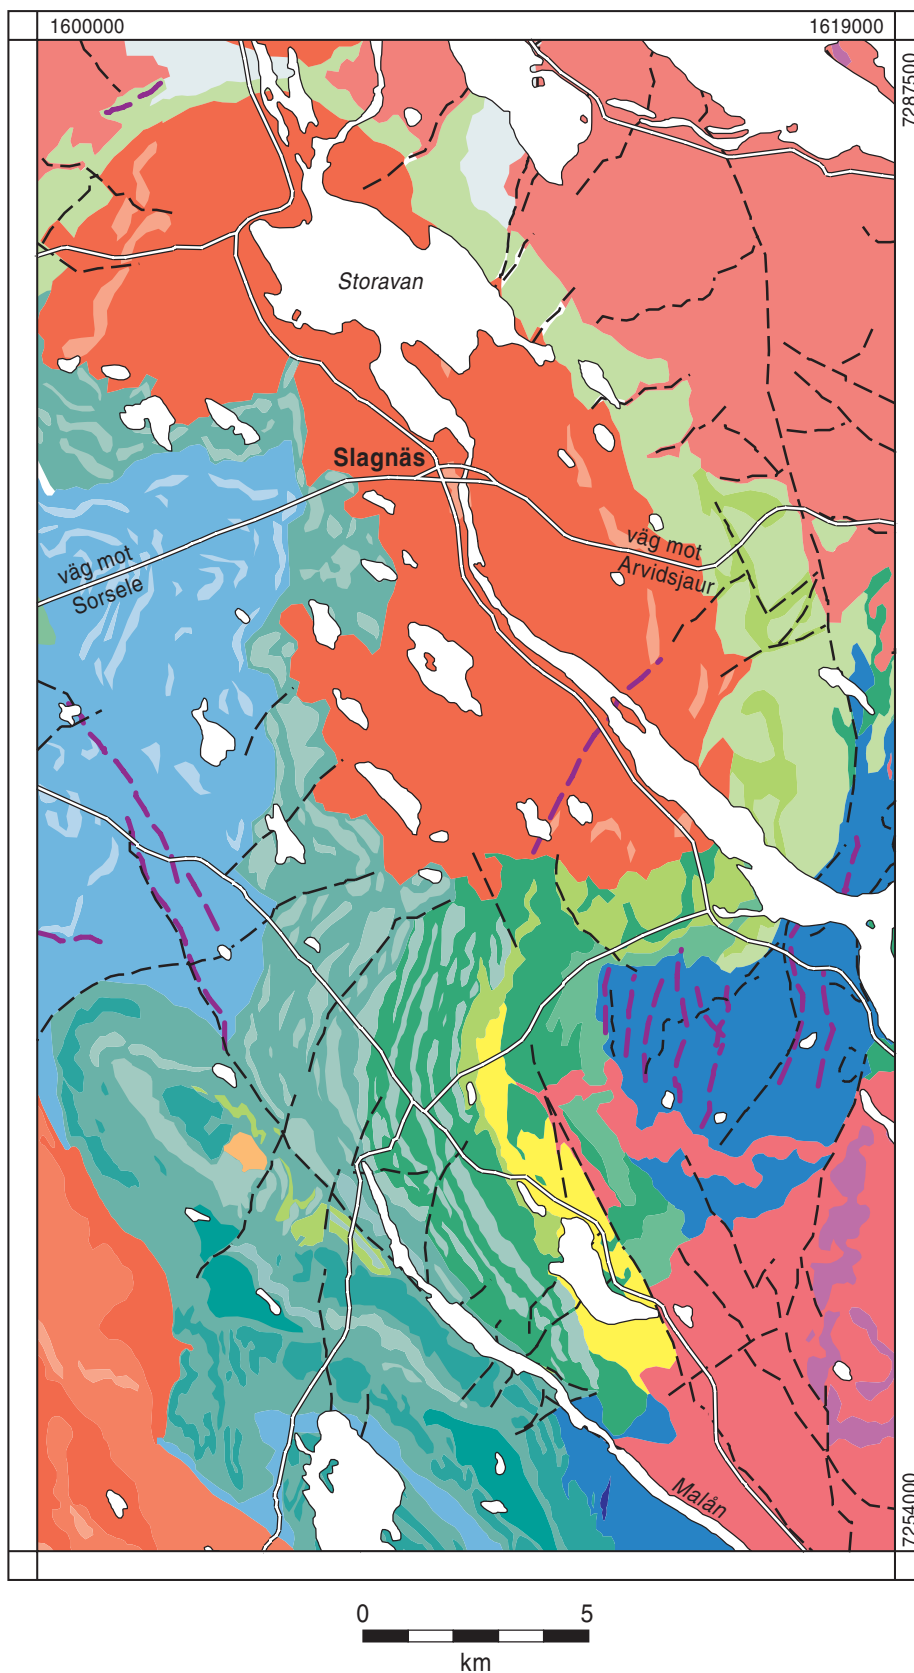 1600000
1619000
7287500
Storavan
Slagnäs
väg mot
Arvidsjaur
väg mot
Sorsele
Malån
7254000
0 5
km